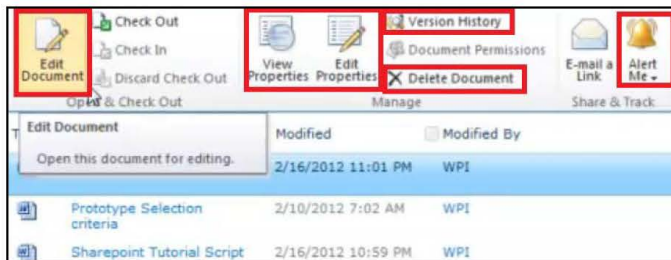 Edit Document
Check Out
Check In
Discard Check Out
Open & Check Out
View Properties
Edit Properties
Version History
Document Permissions
Delete Document
Manage
E-mail a Link
Alert Me
Share & Track
Edit Document
Open this document for editing.
T
Modified
Modified By
2/16/2012 11:01 PM
WPI
Prototype Selection
criteria
2/10/2012 7:02 AM
WPI
Sharepoint Tutorial Script
2/16/2012 10:59 PM
WPI